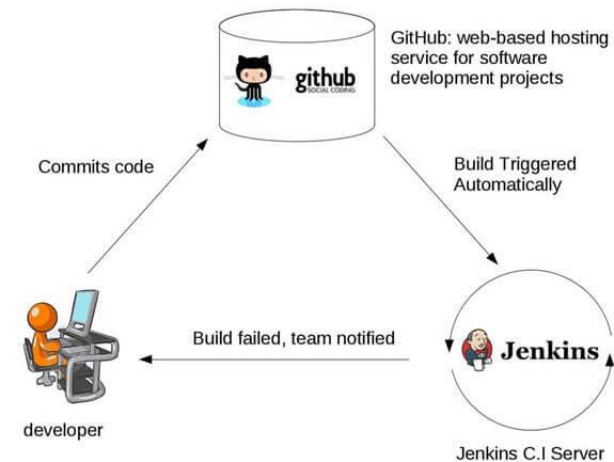 GitHub: web-based hosting
service for software
development projects
github
SOCIAL CODING
Commits code
Build Triggered
Automatically
Build failed, team notified
Jenkins
developer
Jenkins C.I Server